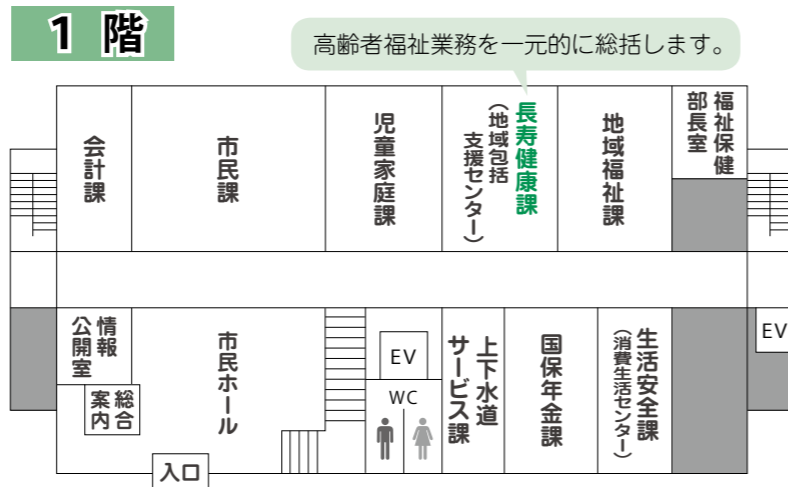 1 階
高齢者福祉業務を一元的に総括します。
会計課
市民課
児童家庭課
長寿健康課
（地域包括
支援センター）
地域福祉課
福祉保健
部長室
情報
公開室
総合
案内
市民ホール
入口
EV
WC
上下水道
サービス課
国保年金課
生活安全課
（消費生活センター）
EV